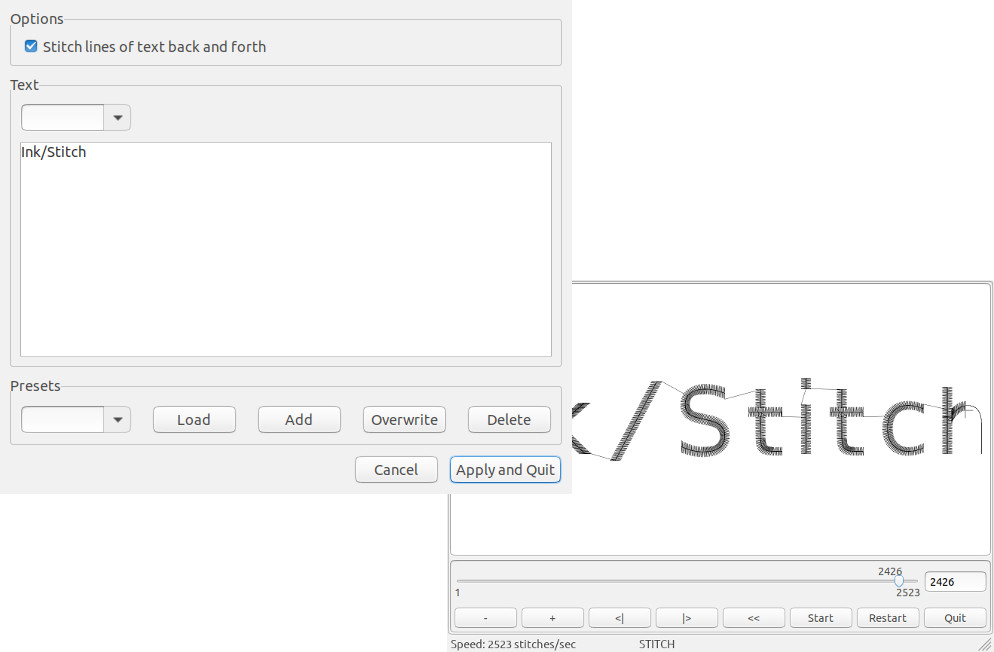 Options
Stitch lines of text back and forth
Text
Ink/Stitch
Presets
Load Add Overwrite Delete
Cancel Apply and Quit
k/Stitch
2426
2426
1
2523
- + <| |> << Start Restart Quit
Speed: 2523 stitches/sec STITCH